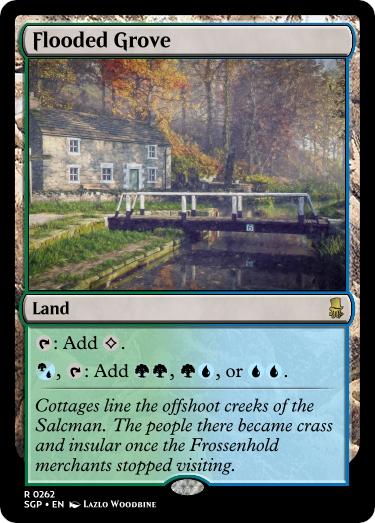 Flooded Grove
Land
: Add .
, : Add , , or .
Cottages line the offshoot creeks of the
Salcman. The people there became crass
and insular once the Frossenhold
merchants stopped visiting.
R 0262
SGP • EN Lazlo Woodbine